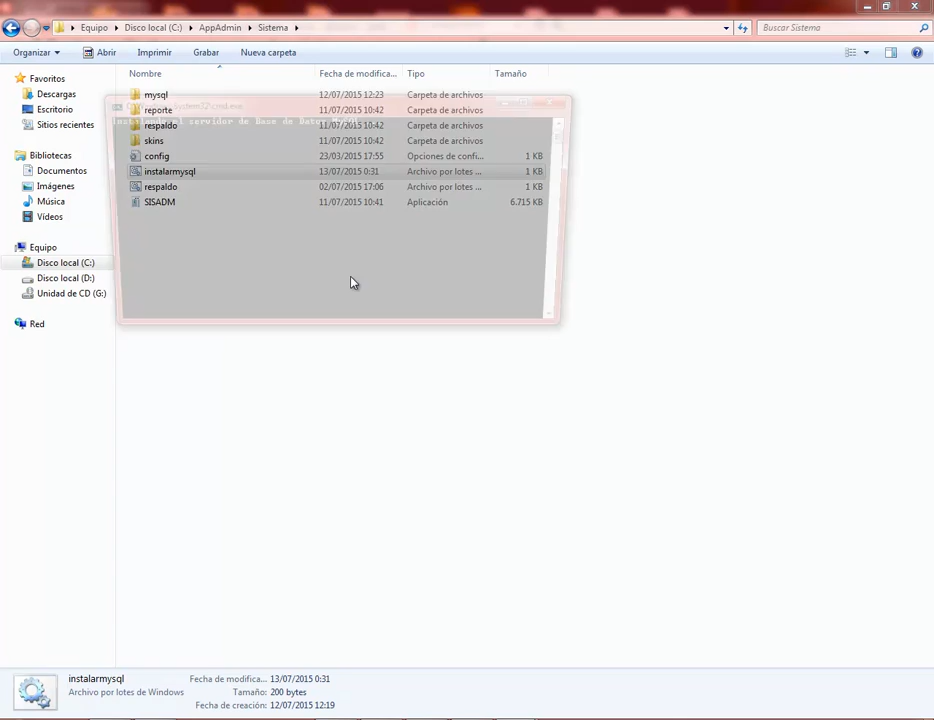 Equipo ▸ Disco local (C:) ▸ AppAdmin ▸ Sistema ▸
Buscar Sistema
Organizar Abrir Imprimir Grabar Nueva carpeta
Favoritos
Descargas
Escritorio
Sitios recientes
Bibliotecas
Documentos
Imágenes
Música
Vídeos
Equipo
Disco local (C:)
Disco local (D:)
Unidad de CD (G:)
Red
Nombre Fecha de modifica... Tipo Tamaño
mysql 12/07/2015 12:23 Carpeta de archivos
reporte 11/07/2015 10:42 Carpeta de archivos
respaldo 11/07/2015 10:42 Carpeta de archivos
skins 11/07/2015 10:42 Carpeta de archivos
config 23/03/2015 17:55 Opciones de confi... 1 KB
instalarmysql 13/07/2015 0:31 Archivo por lotes ... 1 KB
respaldo 02/07/2015 17:06 Archivo por lotes ... 1 KB
SISADM 11/07/2015 10:41 Aplicación 6.715 KB
Instalando el servidor de Base de Datos
instalarmysql
Archivo por lotes de Windows
Fecha de modifica... 13/07/2015 0:31
Tamaño: 200 bytes
Fecha de creación: 12/07/2015 12:19